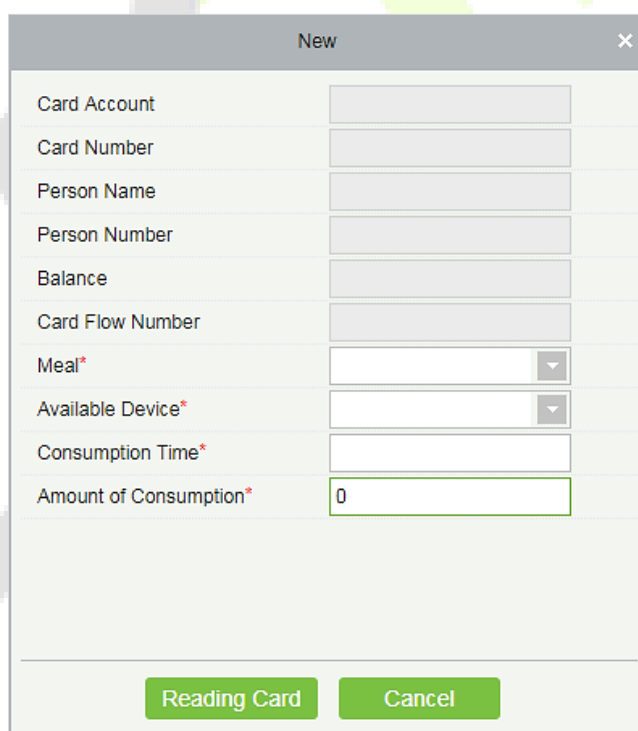 New
Card Account
Card Number
Person Name
Person Number
Balance
Card Flow Number
Meal*
Available Device*
Consumption Time*
Amount of Consumption* 0
Reading Card Cancel